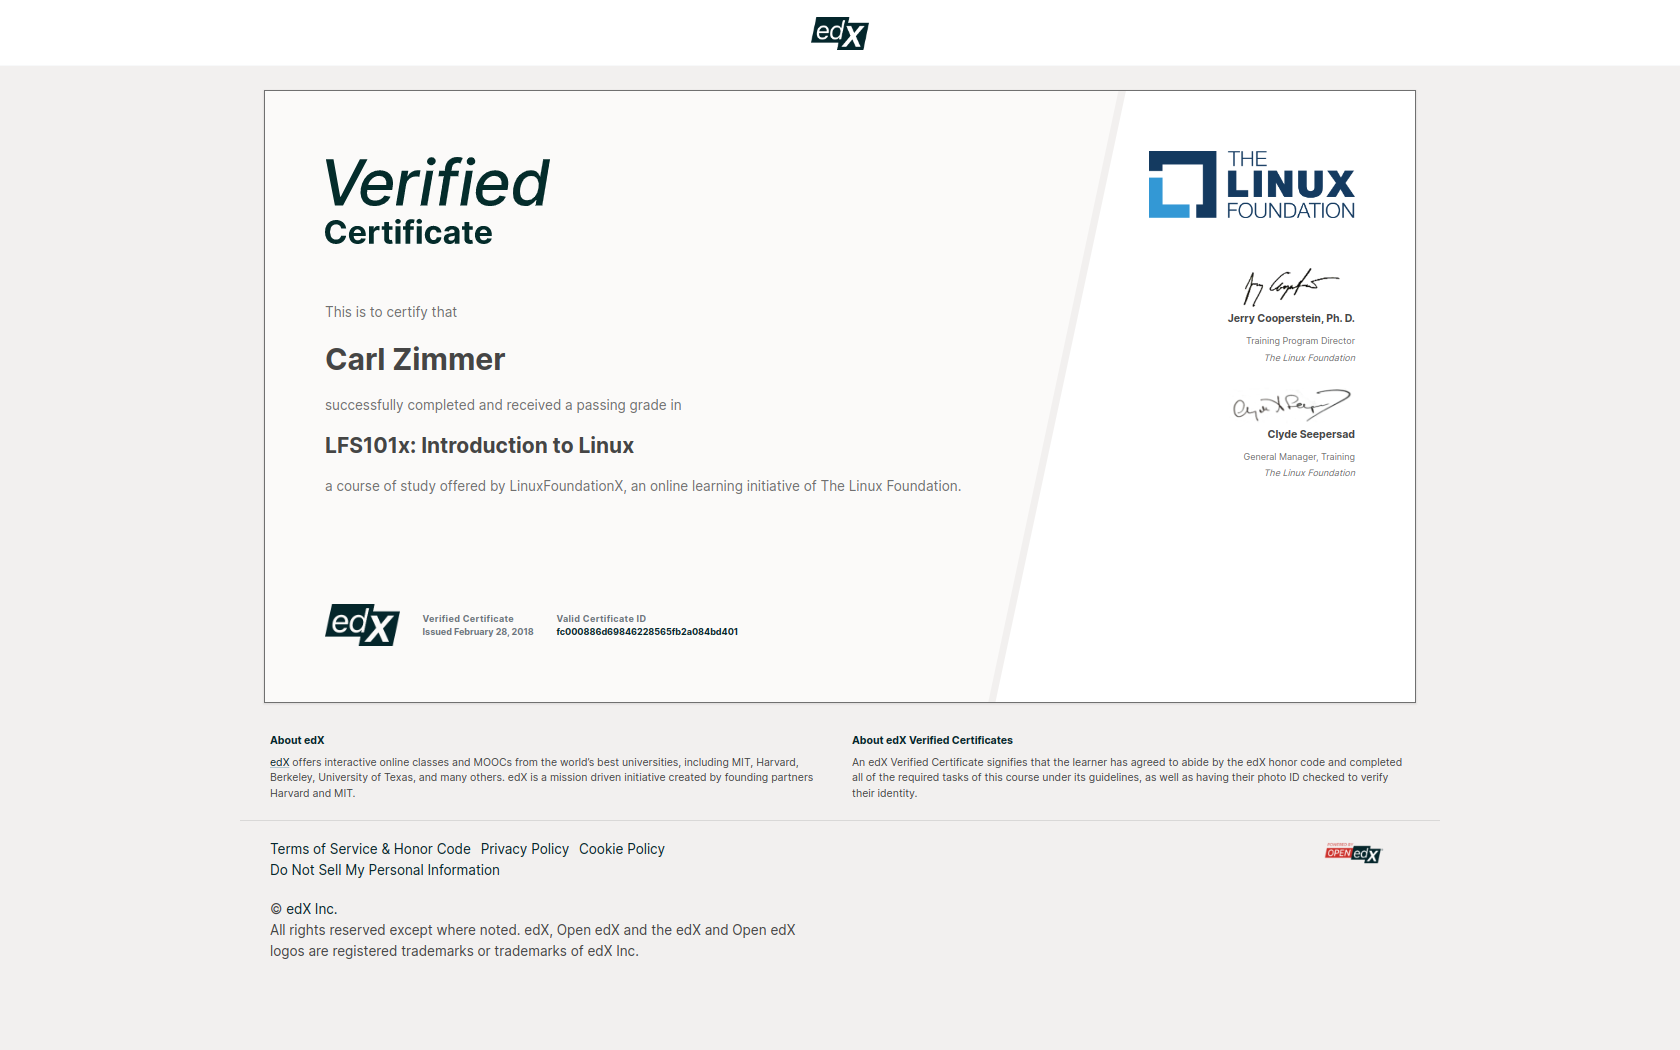 edX
Verified
Certificate
This is to certify that
Carl Zimmer
successfully completed and received a passing grade in
LFS101x: Introduction to Linux
a course of study offered by LinuxFoundationX, an online learning initiative of The Linux Foundation.
edX
Verified Certificate
Issued February 28, 2018
Valid Certificate ID
fc000886d69846228565fb2a084bd401
THE
LINUX
FOUNDATION
Jerry Cooperstein, Ph. D.
Training Program Director
The Linux Foundation
Clyde Seepersad
General Manager, Training
The Linux Foundation
About edX
edX offers interactive online classes and MOOCs from the world's best universities, including MIT, Harvard,
Berkeley, University of Texas, and many others. edX is a mission driven initiative created by founding partners
Harvard and MIT.
About edX Verified Certificates
An edX Verified Certificate signifies that the learner has agreed to abide by the edX honor code and completed
all of the required tasks of this course under its guidelines, as well as having their photo ID checked to verify
their identity.
Terms of Service & Honor Code Privacy Policy Cookie Policy
Do Not Sell My Personal Information
POWERED BY
OPEN edX
© edX Inc.
All rights reserved except where noted. edX, Open edX and the edX and Open edX
logos are registered trademarks or trademarks of edX Inc.